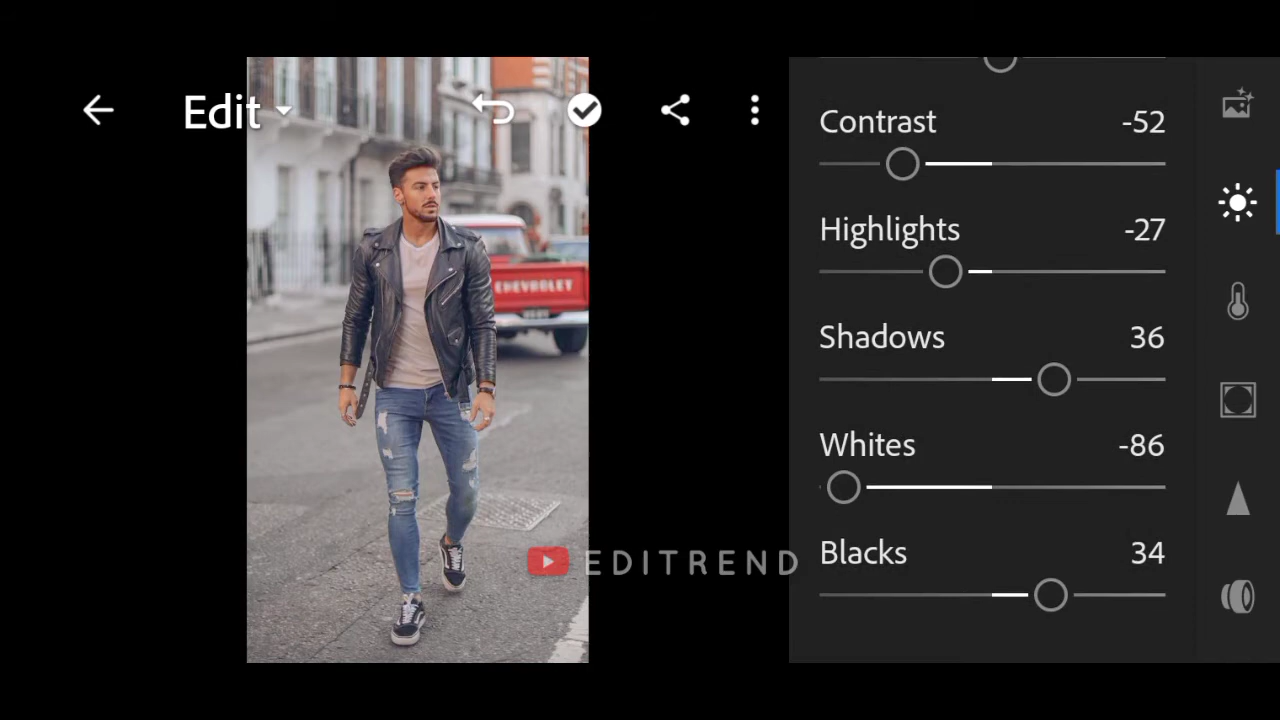 Edit
Contrast -52
Highlights -27
Shadows 36
Whites -86
Blacks 34
CHEVROLET
EDITREND